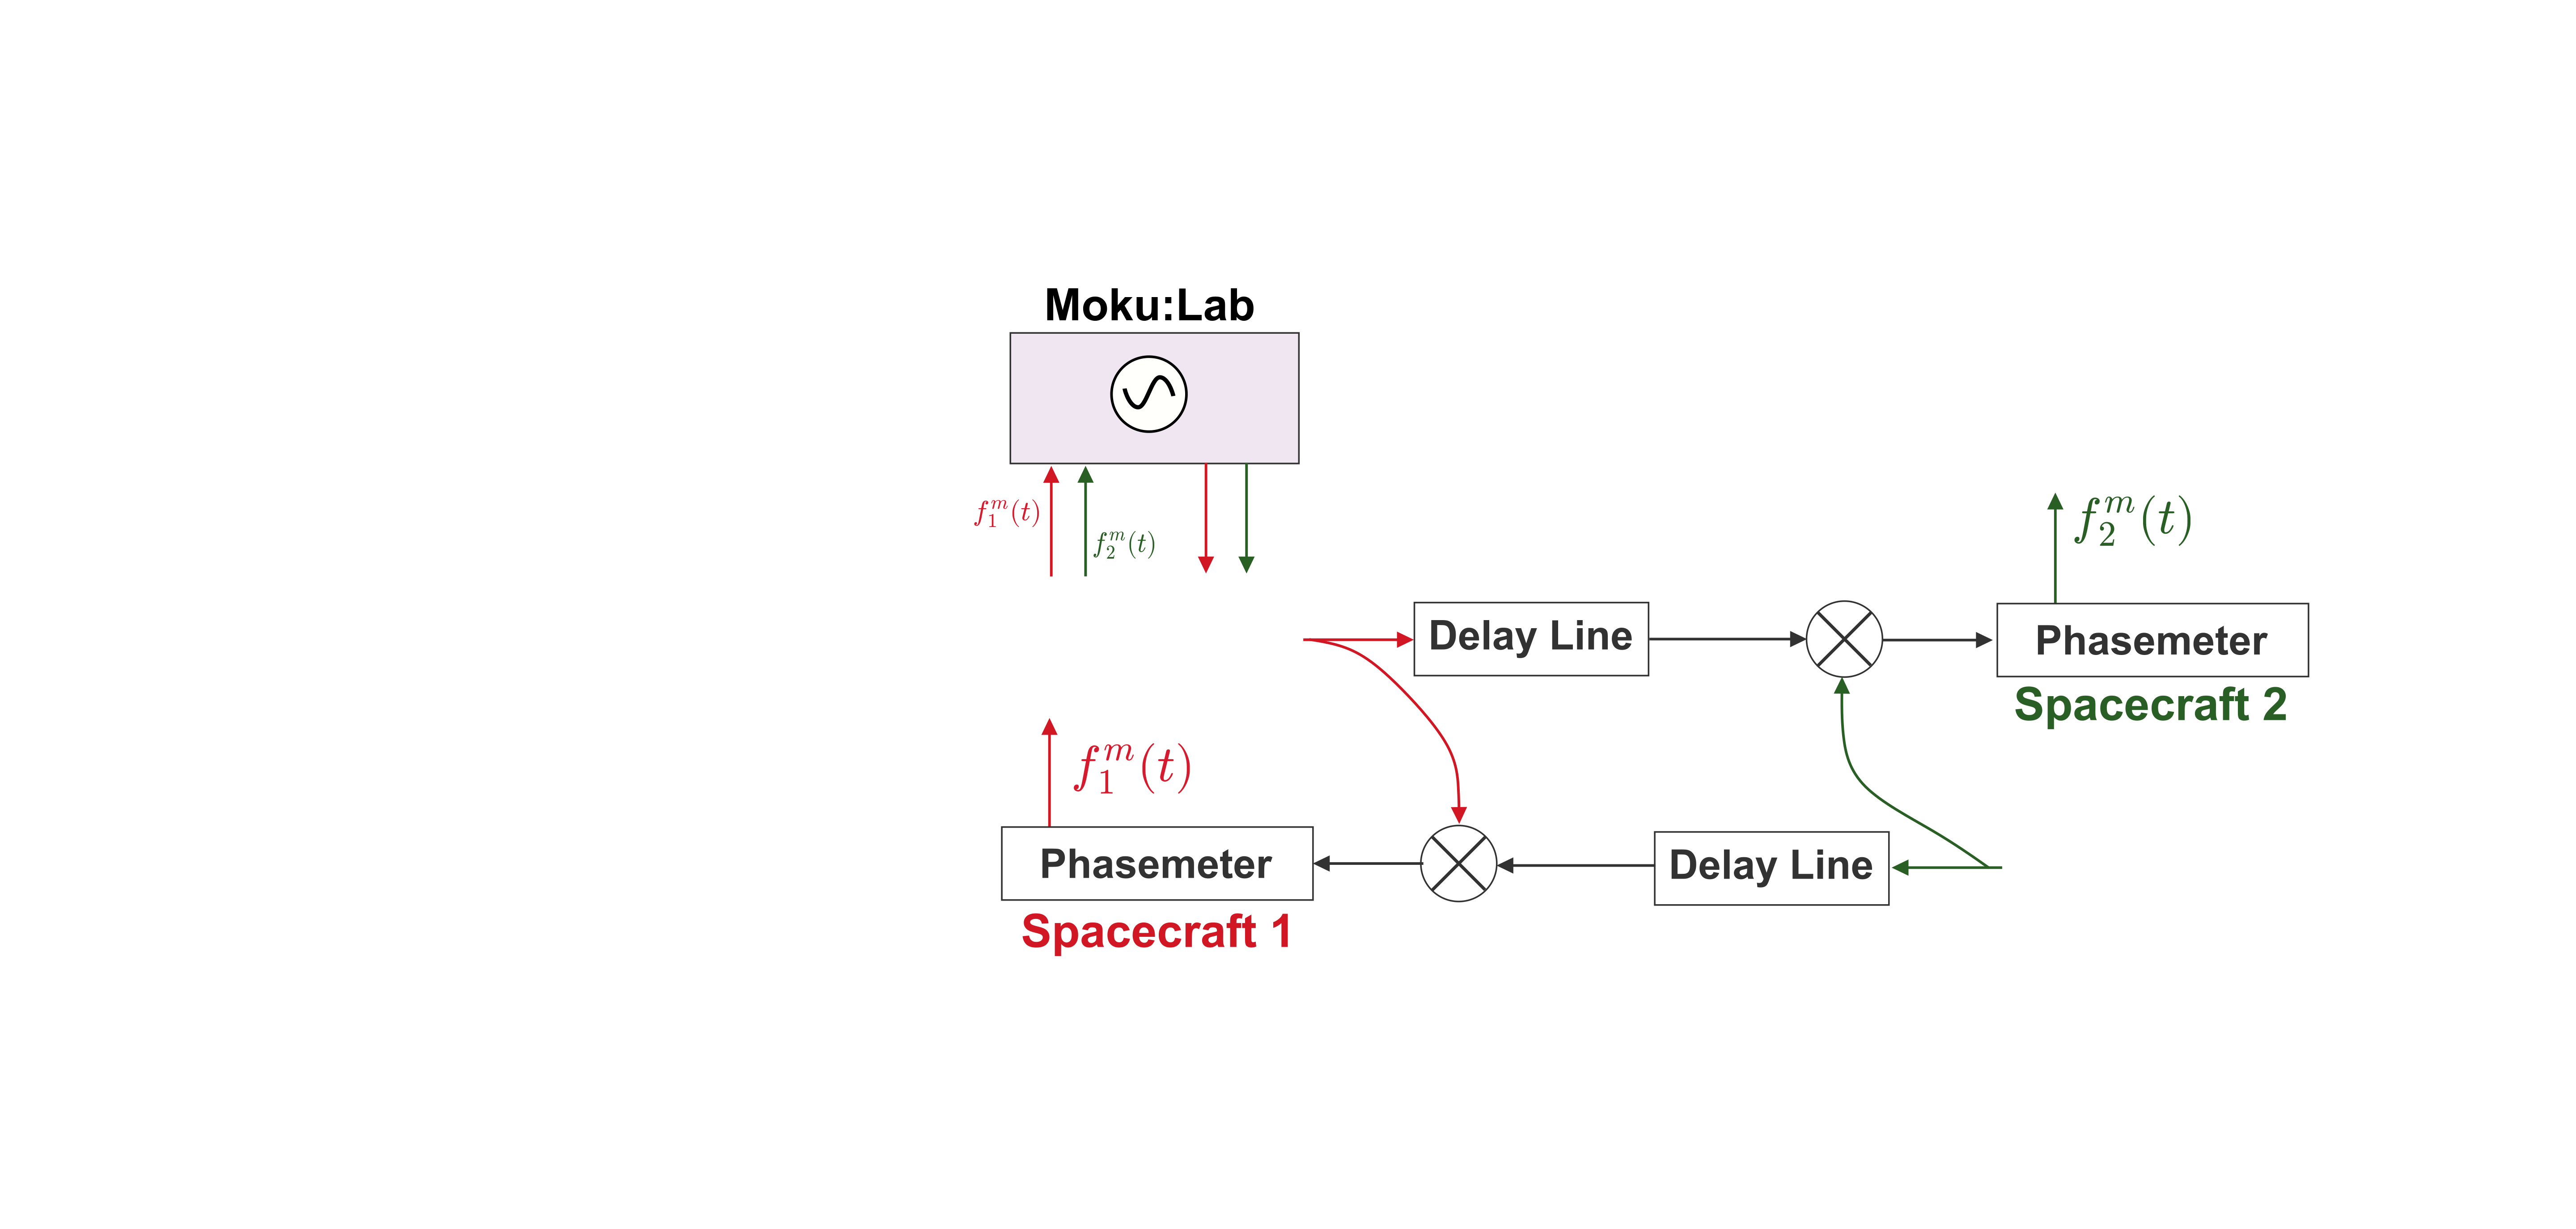 Moku:Lab
f_1^m(t)
f_2^m(t)
f_2^m(t)
Delay Line
Phasemeter
Spacecraft 2
f_1^m(t)
Phasemeter
Delay Line
Spacecraft 1